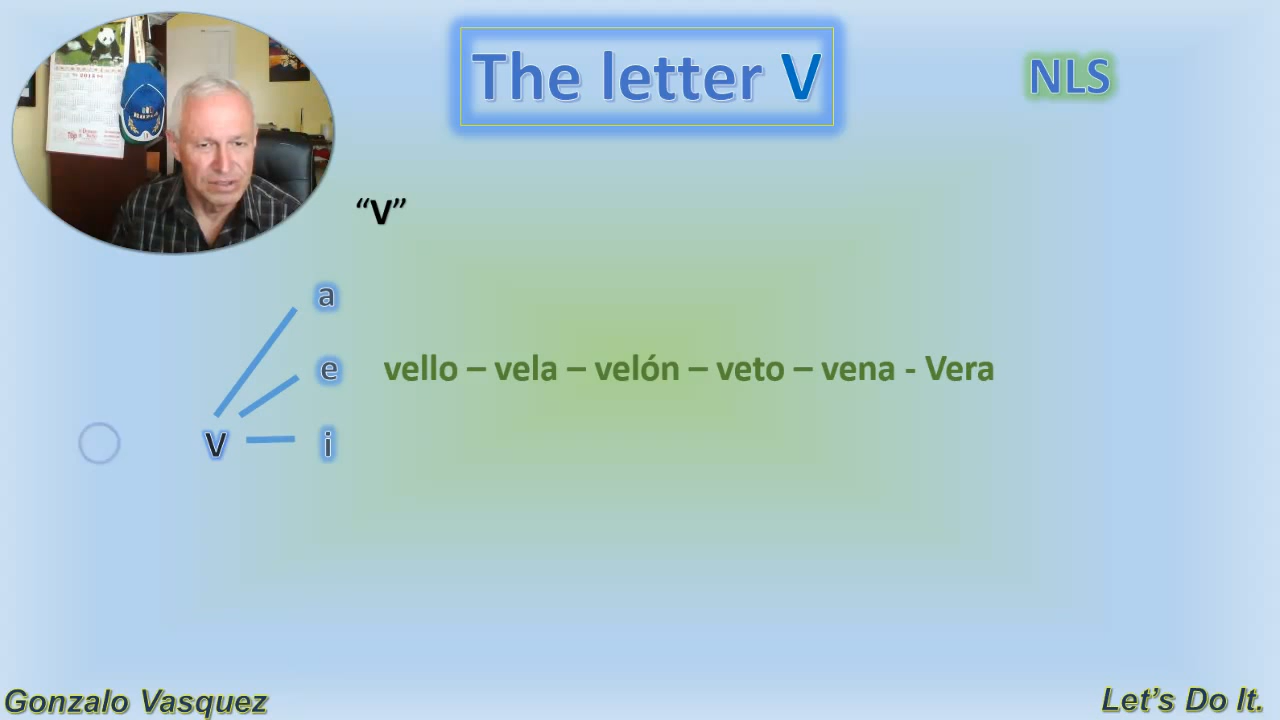 The letter V
NLS
“V”
a
e vello – vela – velón – veto – vena - Vera
V i
Gonzalo Vasquez
Let’s Do It.